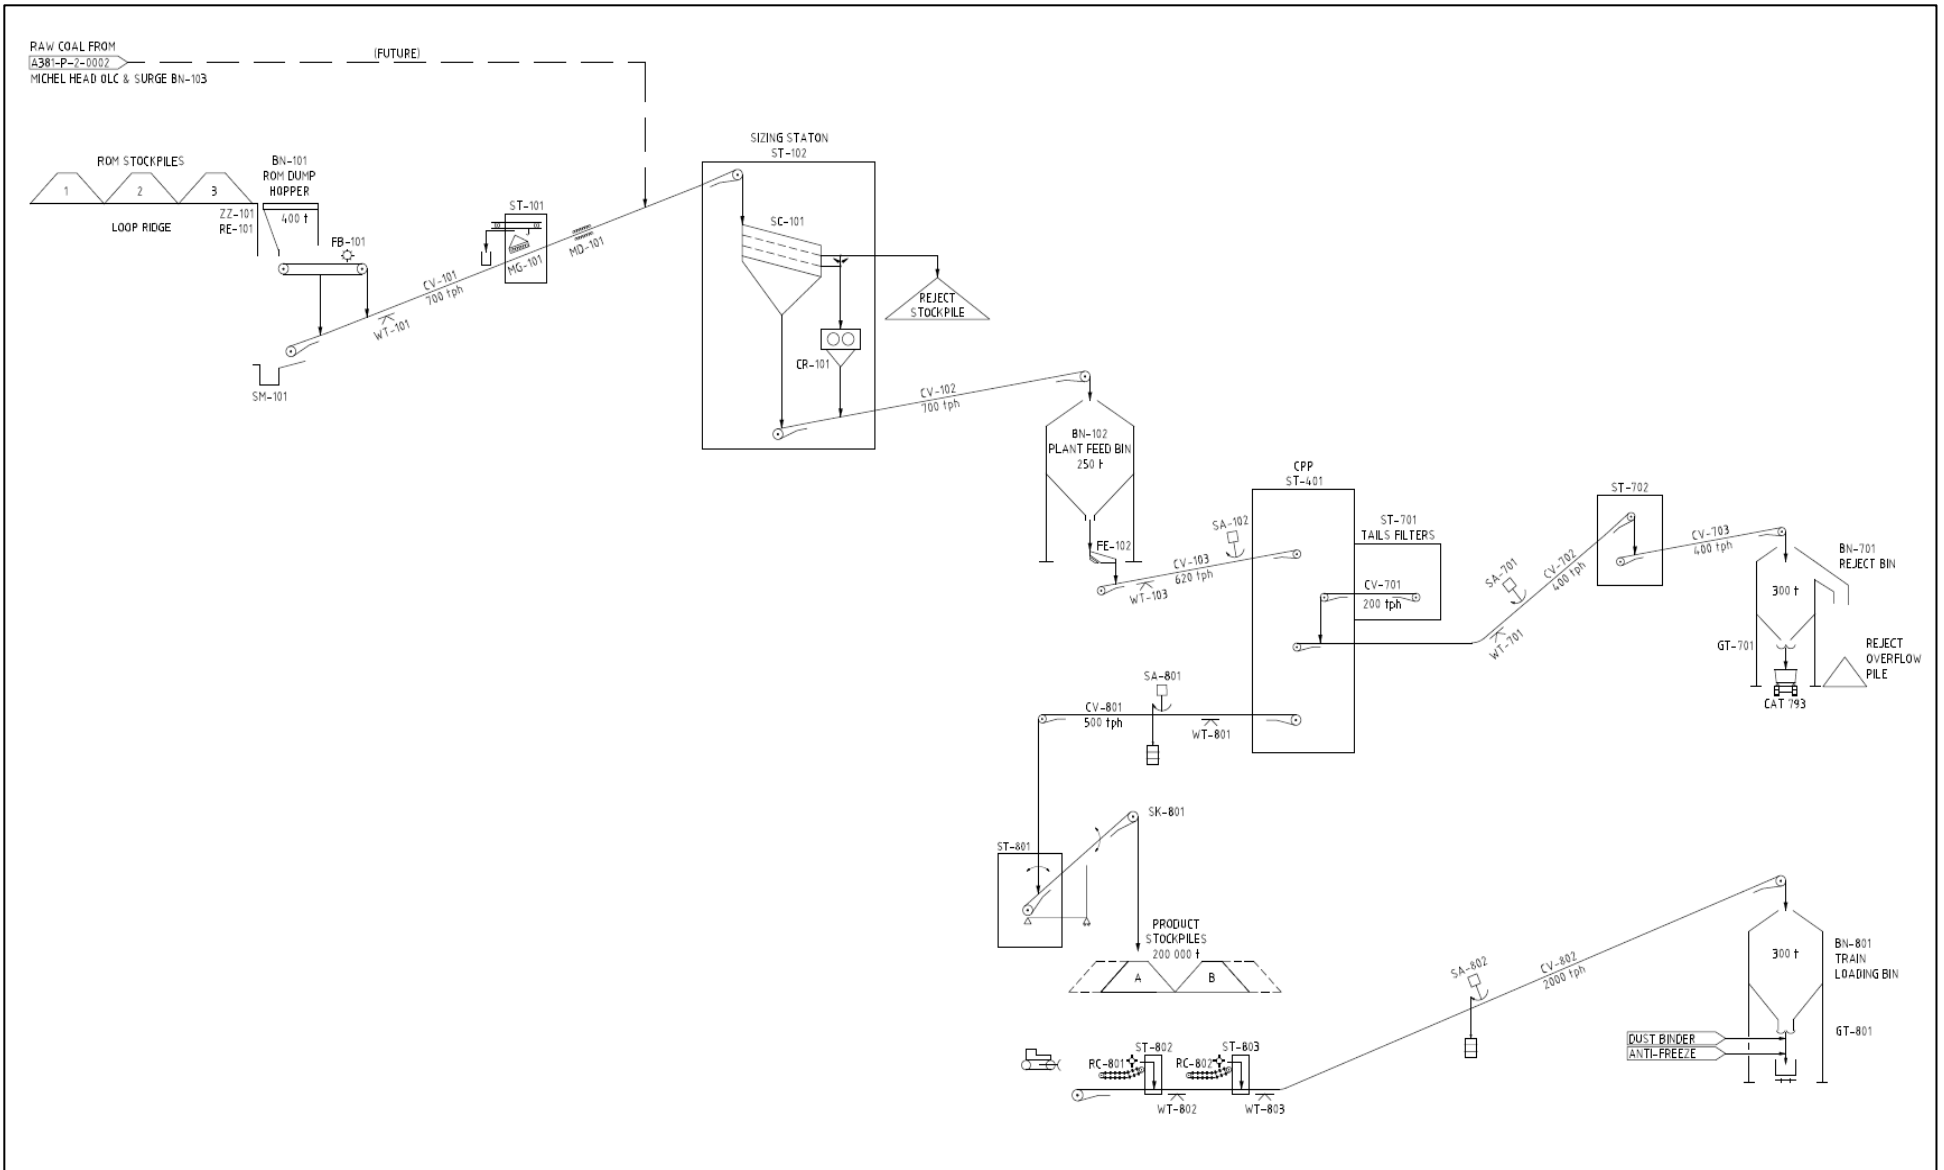 RAW COAL FROM
A381-P-2-0002
MICHEL HEAD OLC & SURGE BN-103
(FUTURE)
ROM STOCKPILES
1
2
3
LOOP RIDGE
BN-101
ROM DUMP
HOPPER
400 t
ZZ-101
RE-101
FB-101
SM-101
CV-101
700 tph
WT-101
ST-101
MG-101
MD-101
SIZING STATON
ST-102
SC-101
CR-101
REJECT
STOCKPILE
CV-102
700 tph
BN-102
PLANT FEED BIN
250 t
FE-102
CV-103
620 tph
WT-103
SA-102
CPP
ST-401
ST-701
TAILS FILTERS
CV-701
200 tph
SA-701
CV-702
400 tph
WT-701
ST-702
CV-703
400 tph
BN-701
REJECT BIN
300 t
GT-701
CAT 793
REJECT
OVERFLOW
PILE
SA-801
CV-801
500 tph
WT-801
SK-801
ST-801
PRODUCT
STOCKPILES
200 000 t
A
B
RC-801
ST-802
RC-802
ST-803
WT-802
WT-803
SA-802
CV-802
2000 tph
300 t
BN-801
TRAIN
LOADING BIN
GT-801
DUST BINDER
ANTI-FREEZE